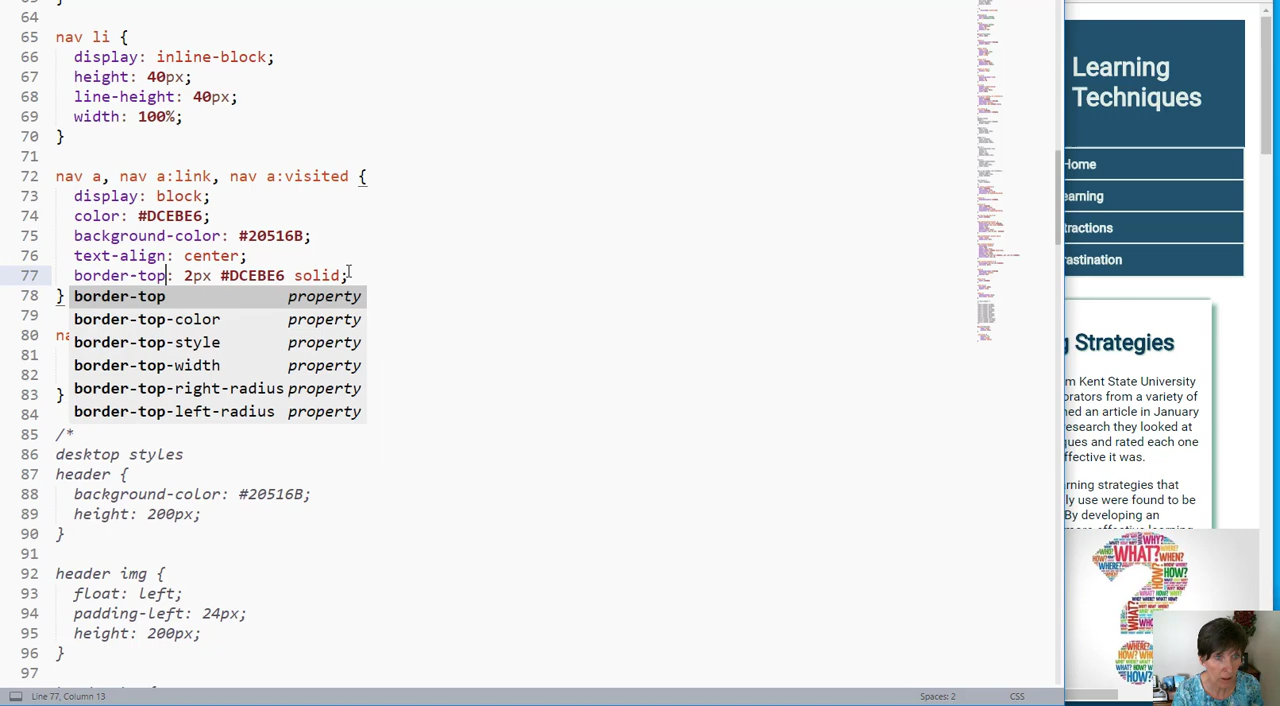 64
65 nav li {
66 display: inline-block;
67 height: 40px;
68 line-height: 40px;
69 width: 100%;
70 }
71
72 nav a, nav a:link, nav a:visited {
73 display: block;
74 color: #DCEBE6;
75 background-color: #20516B;
76 text-align: center;
77 border-top: 2px #DCEBE6 solid;
78 }
border-top property
79
border-top-color property
80 na
border-top-style property
81
border-top-width property
82
border-top-right-radius property
83 }
border-top-left-radius property
84
85 /*
86 desktop styles
87 header {
88 background-color: #20516B;
89 height: 200px;
90 }
91
92 header img {
93 float: left;
94 padding-left: 24px;
95 height: 200px;
96 }
97
Line 77, Column 13
Spaces: 2
CSS
Learning
Techniques
Home
earning
tractions
rastination
g Strategies
m Kent State University
orators from a variety of
ned an article in January
research they looked at
ques and rated each one
ffective it was.
rning strategies that
ly use were found to be
By developing an
WHAT?
WHY?
WHO?
WHERE?
WHEN?
HOW?